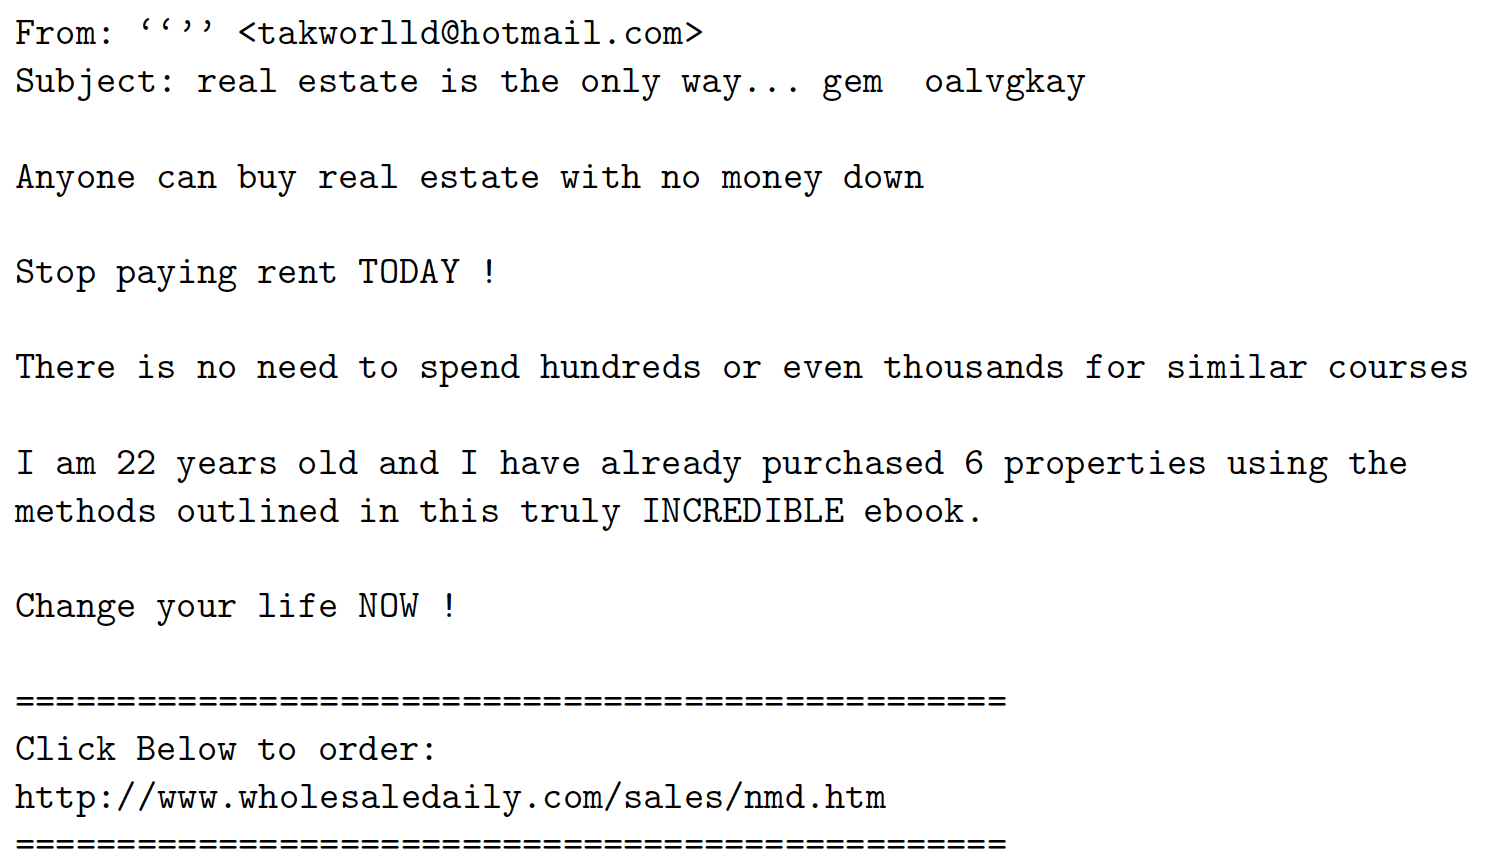 From: ‘‘’’ <takworlld@hotmail.com>
Subject: real estate is the only way... gem  oalvgkay
Anyone can buy real estate with no money down
Stop paying rent TODAY !
There is no need to spend hundreds or even thousands for similar courses
I am 22 years old and I have already purchased 6 properties using the
methods outlined in this truly INCREDIBLE ebook.
Change your life NOW !
=================================================
Click Below to order:
http://www.wholesaledaily.com/sales/nmd.htm
=================================================